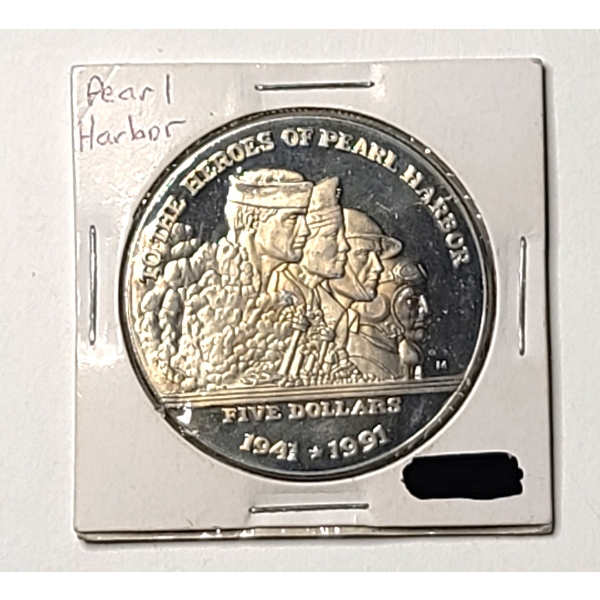 Pearl
Harbor
TO THE HEROES OF PEARL HARBOR
FIVE DOLLARS
1941 ★ 1991